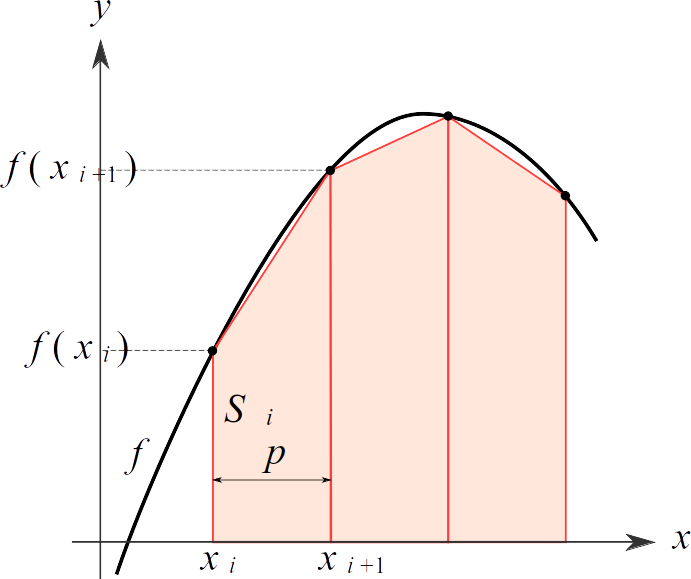 y
f ( x i +1 )
f ( x i )
S i
p
f
x
x i
x i +1